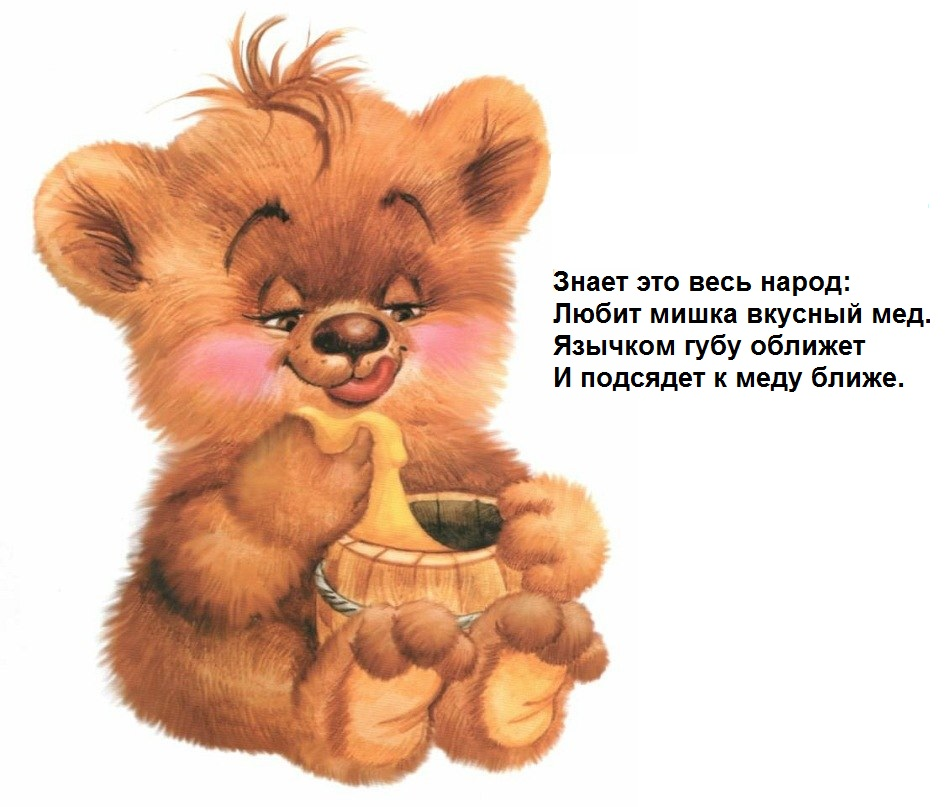 Знает это весь народ:
Любит мишка вкусный мед.
Язычком губу оближет
И подсядет к меду ближе.